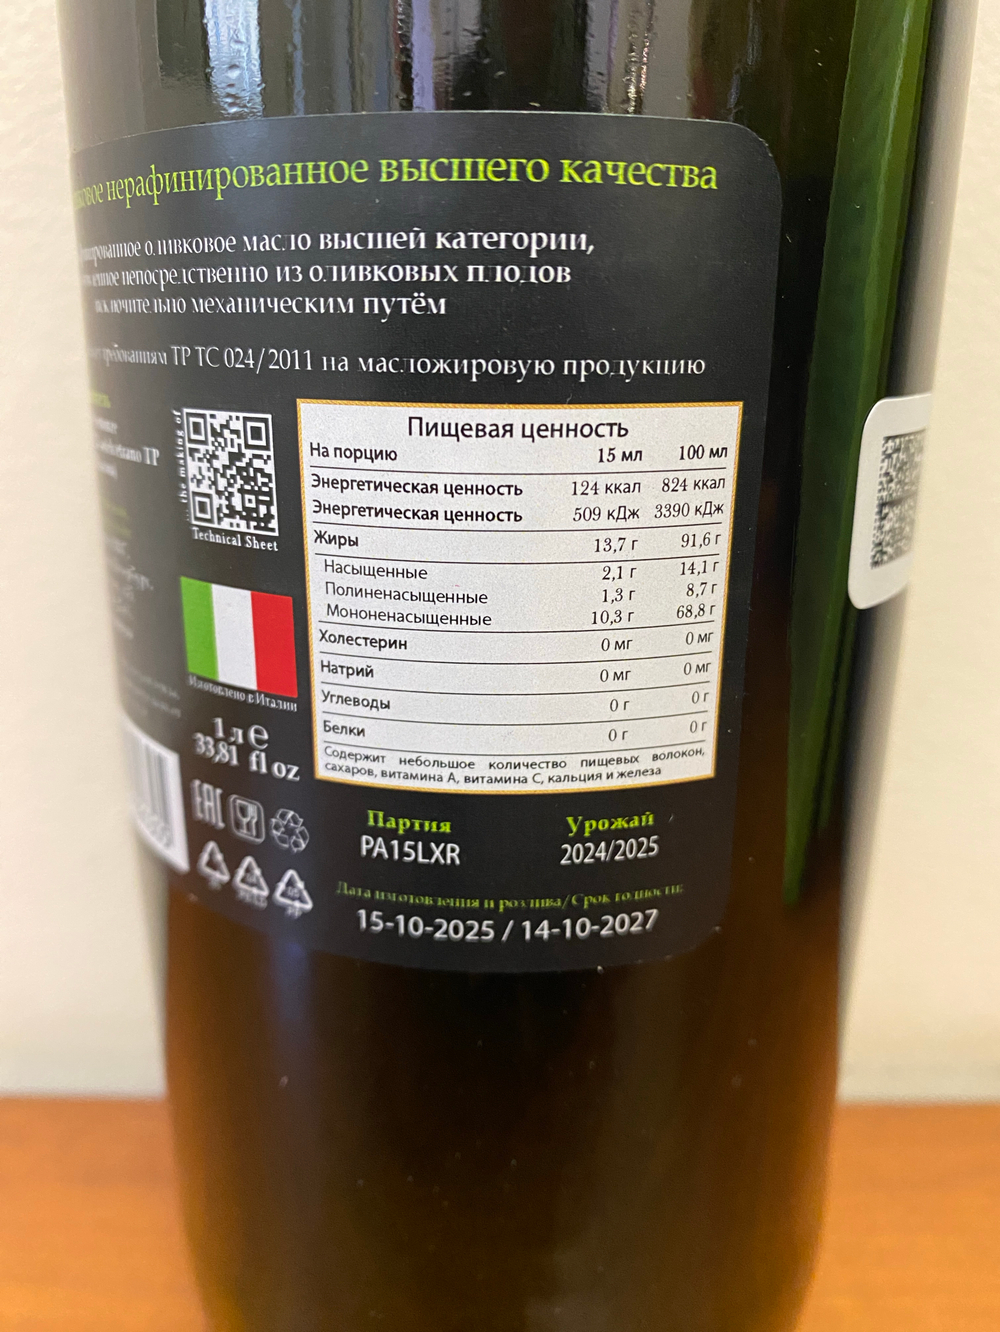 нерафинированное высшего качества
оливковое масло высшей категории,
непосредственно из оливковых плодов
механическим путём
требованиям ТР ТС 024/2011 на масложировую продукцию
... the making of
Technical Sheet
Изготовлено в Италии
1 л e
33,81 fl oz
EAC
Пищевая ценность
На порцию 15 мл 100 мл
Энергетическая ценность 124 ккал 824 ккал
Энергетическая ценность 509 кДж 3390 кДж
Жиры 13,7 г 91,6 г
Насыщенные 2,1 г 14,1 г
Полиненасыщенные 1,3 г 8,7 г
Мононенасыщенные 10,3 г 68,8 г
Холестерин 0 мг 0 мг
Натрий 0 мг 0 мг
Углеводы 0 г 0 г
Белки 0 г 0 г
Содержит небольшое количество пищевых волокон,
сахаров, витамина А, витамина С, кальция и железа
Партия Урожай
PA15LXR 2024/2025
Дата изготовления и розлива/Срок годности:
15-10-2025 / 14-10-2027